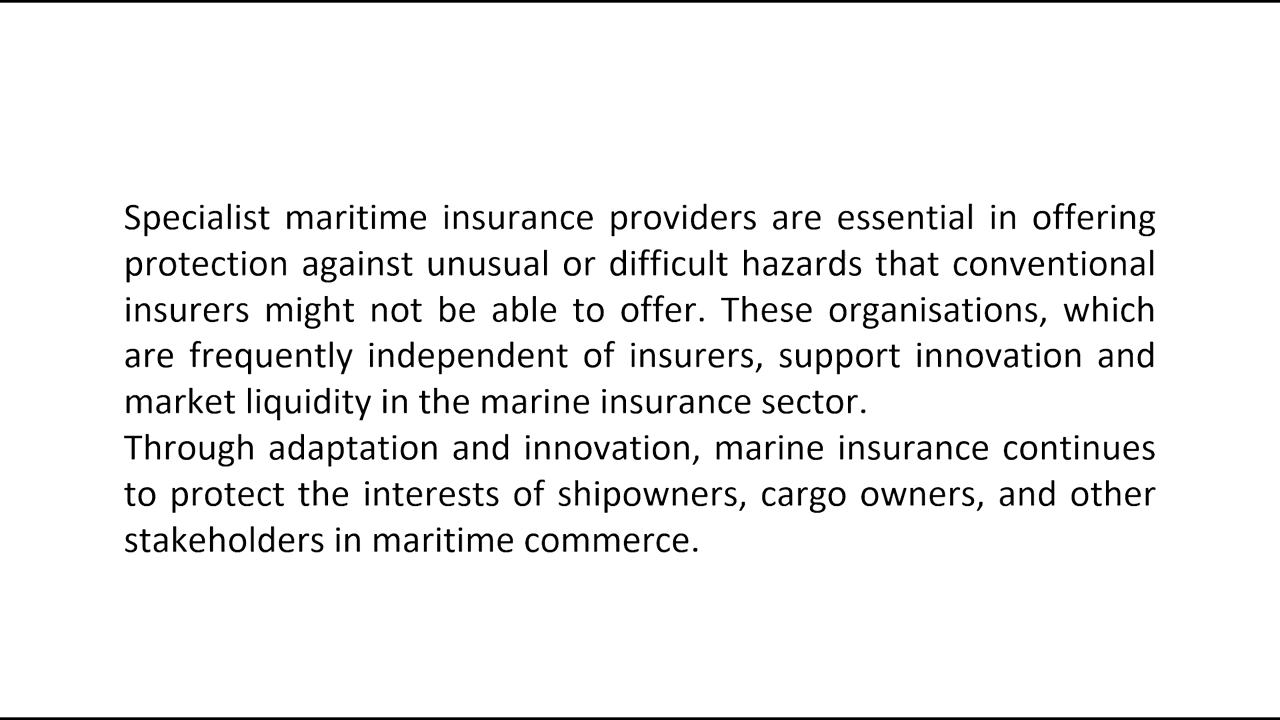 Specialist maritime insurance providers are essential in offering
protection against unusual or difficult hazards that conventional
insurers might not be able to offer. These organisations, which
are frequently independent of insurers, support innovation and
market liquidity in the marine insurance sector.
Through adaptation and innovation, marine insurance continues
to protect the interests of shipowners, cargo owners, and other
stakeholders in maritime commerce.